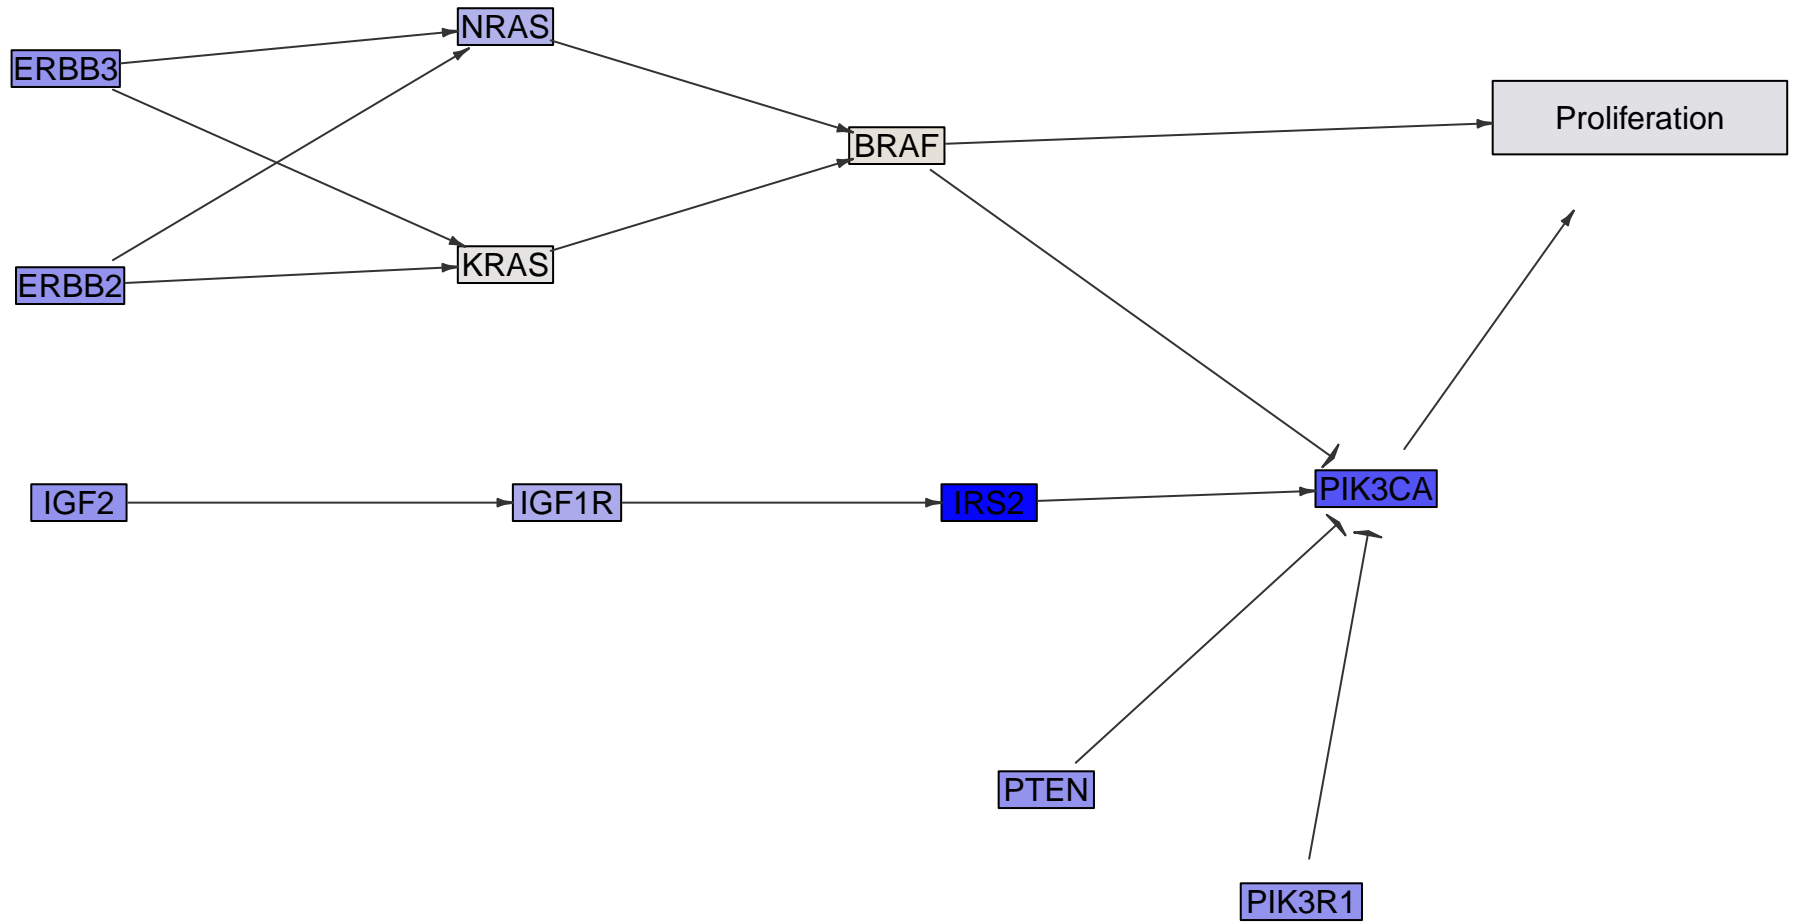 NRAS
ERBB3
Proliferation
BRAF
KRAS
ERBB2
IGF2
IGF1R
IRS2
PIK3CA
PTEN
PIK3R1